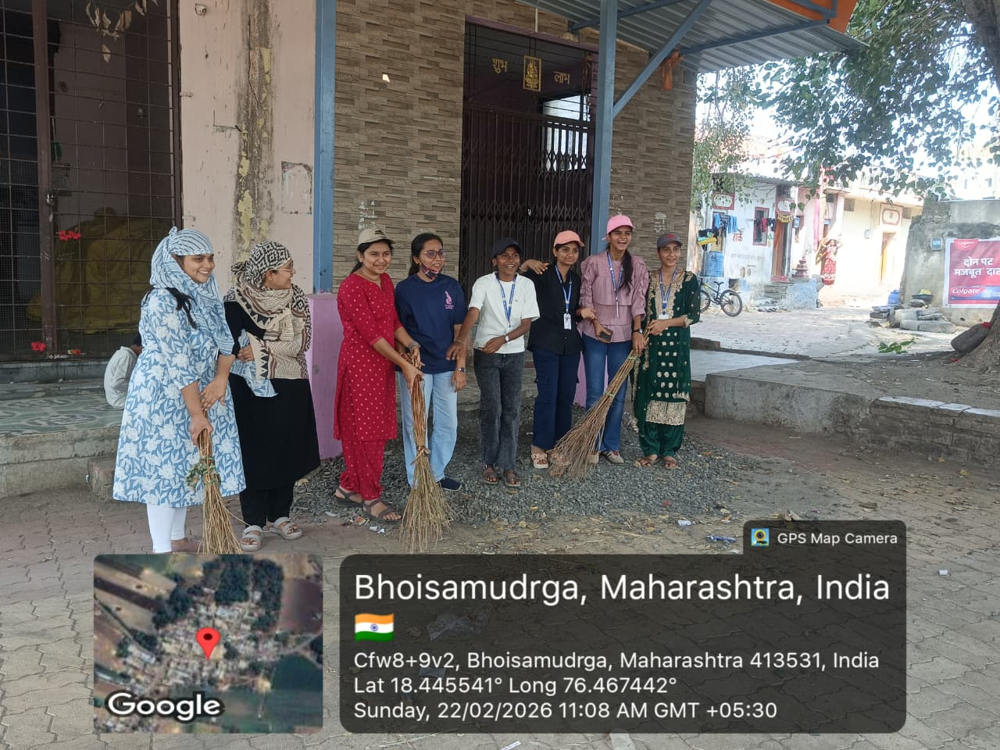 शुभ
लाभ
दोन पट
मजबूत दात
Colgate
GPS Map Camera
Bhoisamudrga, Maharashtra, India
Cfw8+9v2, Bhoisamudrga, Maharashtra 413531, India
Lat 18.445541° Long 76.467442°
Sunday, 22/02/2026 11:08 AM GMT +05:30
Google